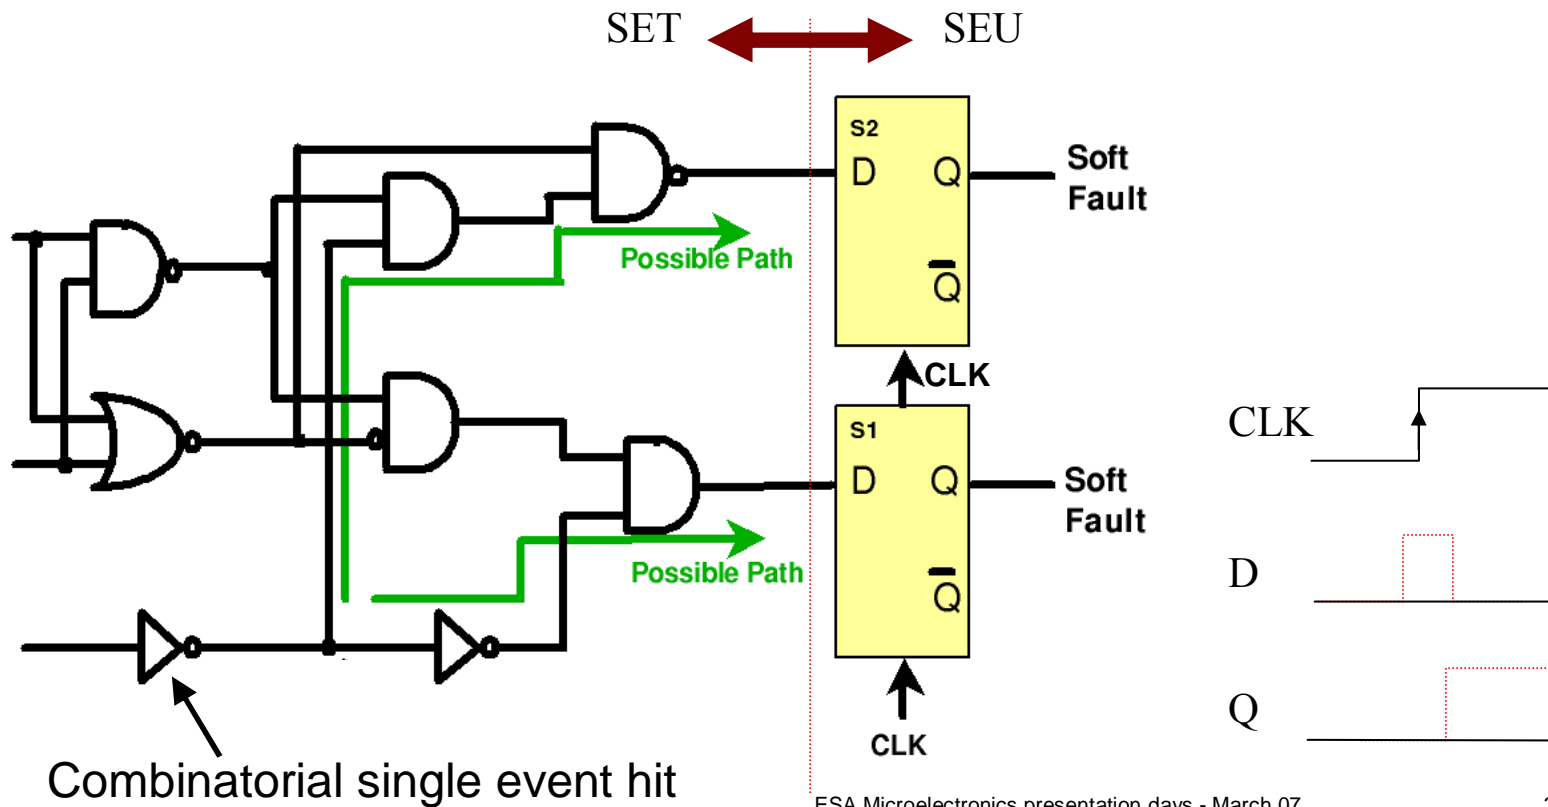 SET
SEU
S2
D
Q
Soft
Fault
Possible Path
Q
CLK
CLK
S1
D
Q
Soft
Fault
D
Possible Path
Q
Q
CLK
Combinatorial single event hit
ESA Microelectronics presentation days - March 07